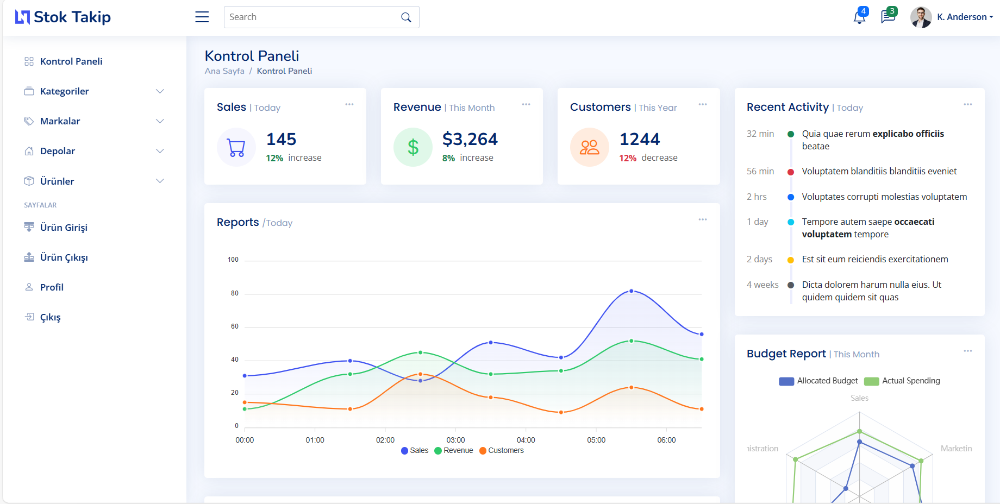 Stok Takip
Search
4
3
K. Anderson
Kontrol Paneli
Kategoriler
Markalar
Depolar
Ürünler
SAYFALAR
Ürün Girişi
Ürün Çıkışı
Profil
Çıkış
Kontrol Paneli
Ana Sayfa / Kontrol Paneli
Sales | Today
145
12% increase
Revenue | This Month
$
$3,264
8% increase
Customers | This Year
1244
12% decrease
Reports /Today
100
80
60
40
20
0
00:00 01:00 02:00 03:00 04:00 05:00 06:00
Sales Revenue Customers
Recent Activity | Today
32 min Quia quae rerum explicabo officiis
beatae
56 min Voluptatem blanditiis blanditiis eveniet
2 hrs Voluptates corrupti molestias voluptatem
1 day Tempore autem saepe occaecati
voluptatem tempore
2 days Est sit eum reiciendis exercitationem
4 weeks Dicta dolorem harum nulla eius. Ut
quidem quidem sit quas
Budget Report | This Month
Allocated Budget Actual Spending
Sales
nistration Marketin